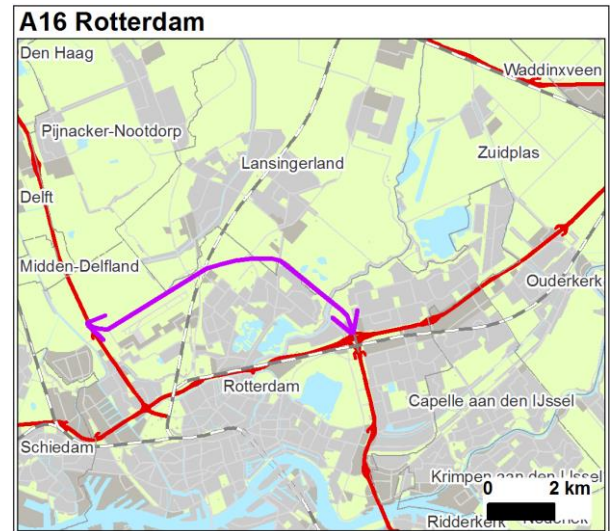 A16 Rotterdam
Den Haag
Waddinxveen
Pijnacker-Nootdorp
Lansingerland
Zuidplas
Delft
Midden-Delfland
Ouderkerk
Rotterdam
Capelle aan den IJssel
Schiedam
Krimpen aan den IJssel
0 2 km
Ridderkerk